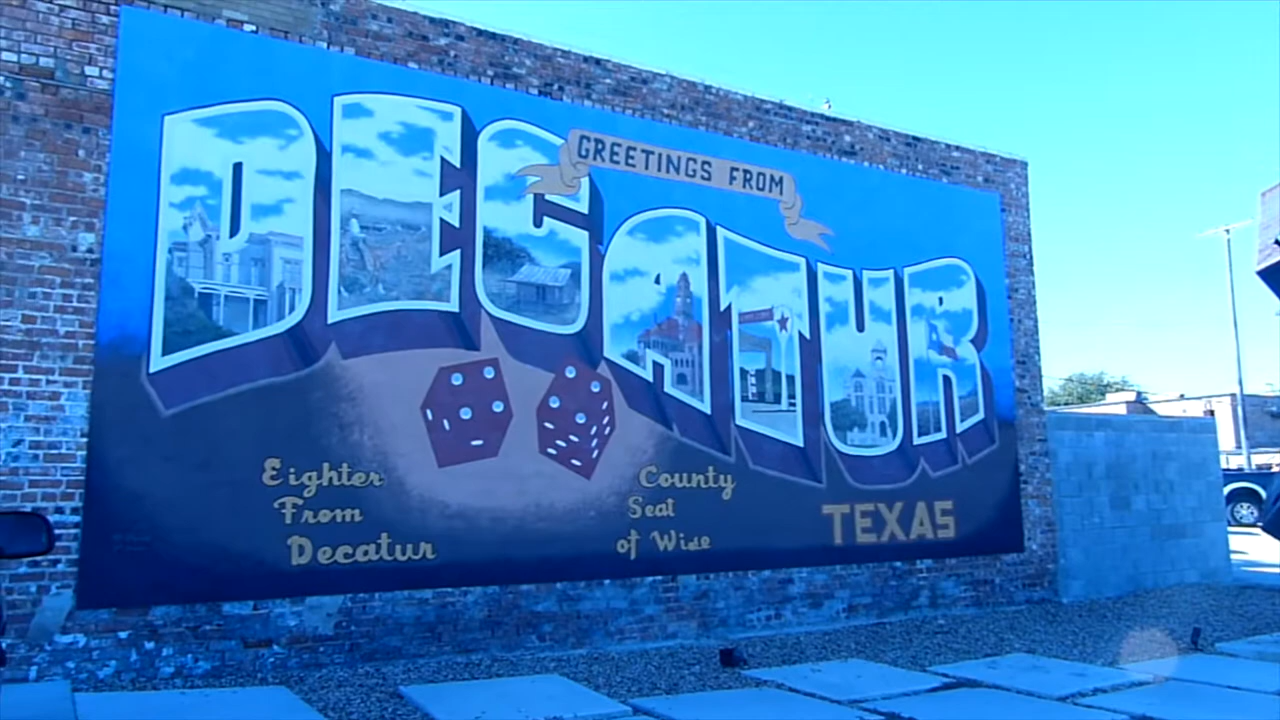 GREETINGS FROM
DECATUR
Eighter
From
Decatur
County
Seat
of Wise
TEXAS